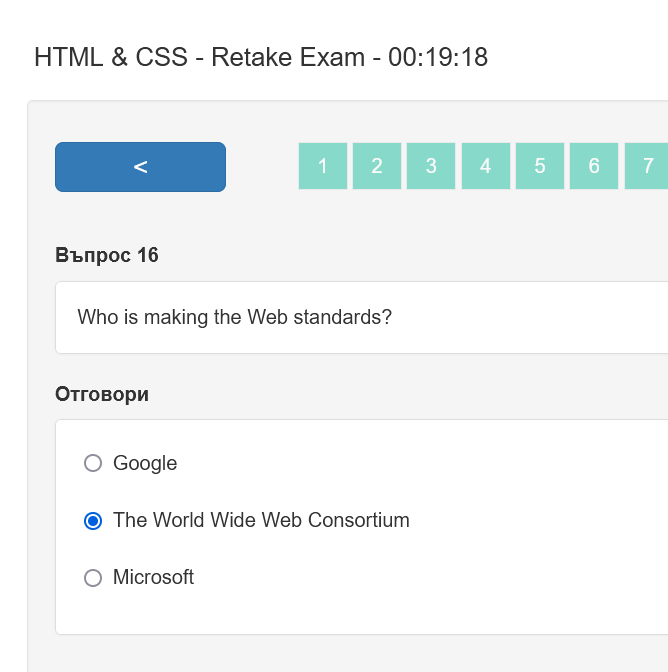 HTML & CSS - Retake Exam - 00:19:18
< 1 2 3 4 5 6 7
Въпрос 16
Who is making the Web standards?
Отговори
Google
The World Wide Web Consortium
Microsoft